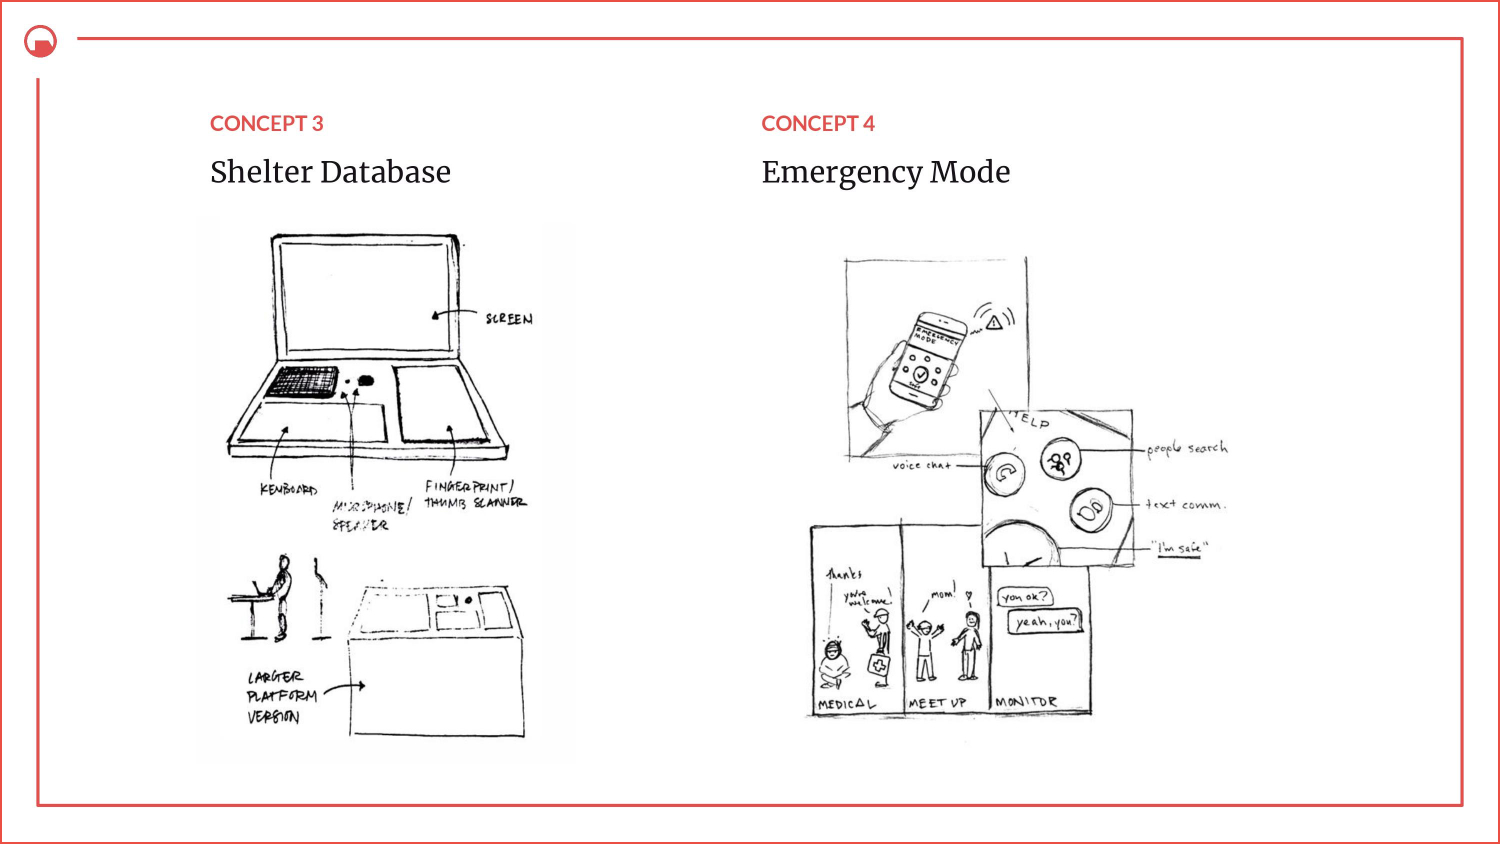 CONCEPT 3
Shelter Database
SCREEN
KEYBOARD
MICROPHONE/
SPEAKER
FINGERPRINT/
THUMB SCANNER
LARGER
PLATFORM
VERSION
CONCEPT 4
Emergency Mode
EMERGENCY
MODE
SAFE
HELP
voice chat
people search
text comm.
"I'm safe"
thanks
you're
welcome!
MEDICAL
mom!
MEET UP
you ok?
yeah, you?
MONITOR